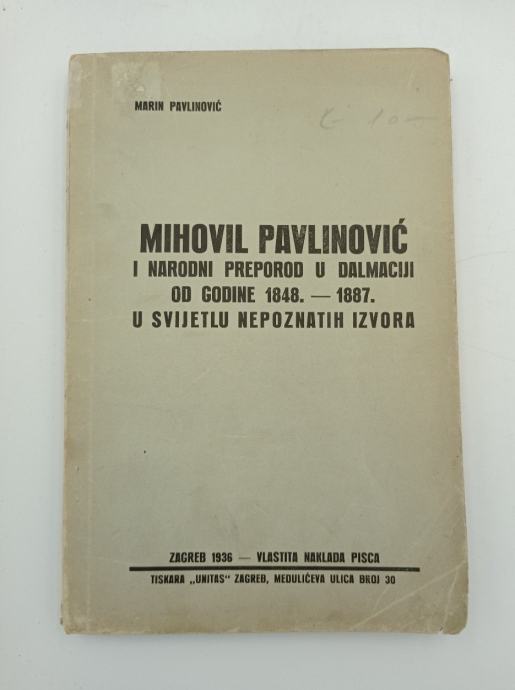 MARIN PAVLINOVIĆ
MIHOVIL PAVLINOVIĆ
I NARODNI PREPOROD U DALMACIJI
OD GODINE 1848. — 1887.
U SVIJETLU NEPOZNATIH IZVORA
ZAGREB 1936 — VLASTITA NAKLADA PISCA
TISKARA „UNITAS“ ZAGREB, MEDULIĆEVA ULICA BROJ 30